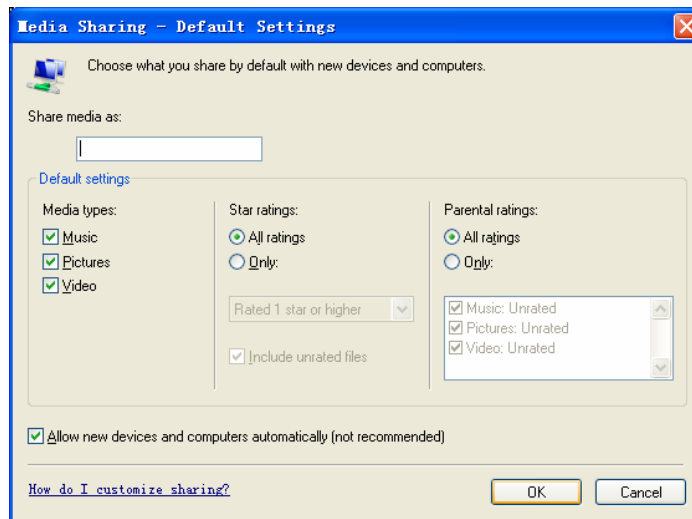 Media Sharing - Default Settings
Choose what you share by default with new devices and computers.
Share media as:
Default settings
Media types:
Music
Pictures
Video
Star ratings:
All ratings
Only:
Rated 1 star or higher
Include unrated files
Parental ratings:
All ratings
Only:
Music: Unrated
Pictures: Unrated
Video: Unrated
Allow new devices and computers automatically (not recommended)
How do I customize sharing?
OK
Cancel